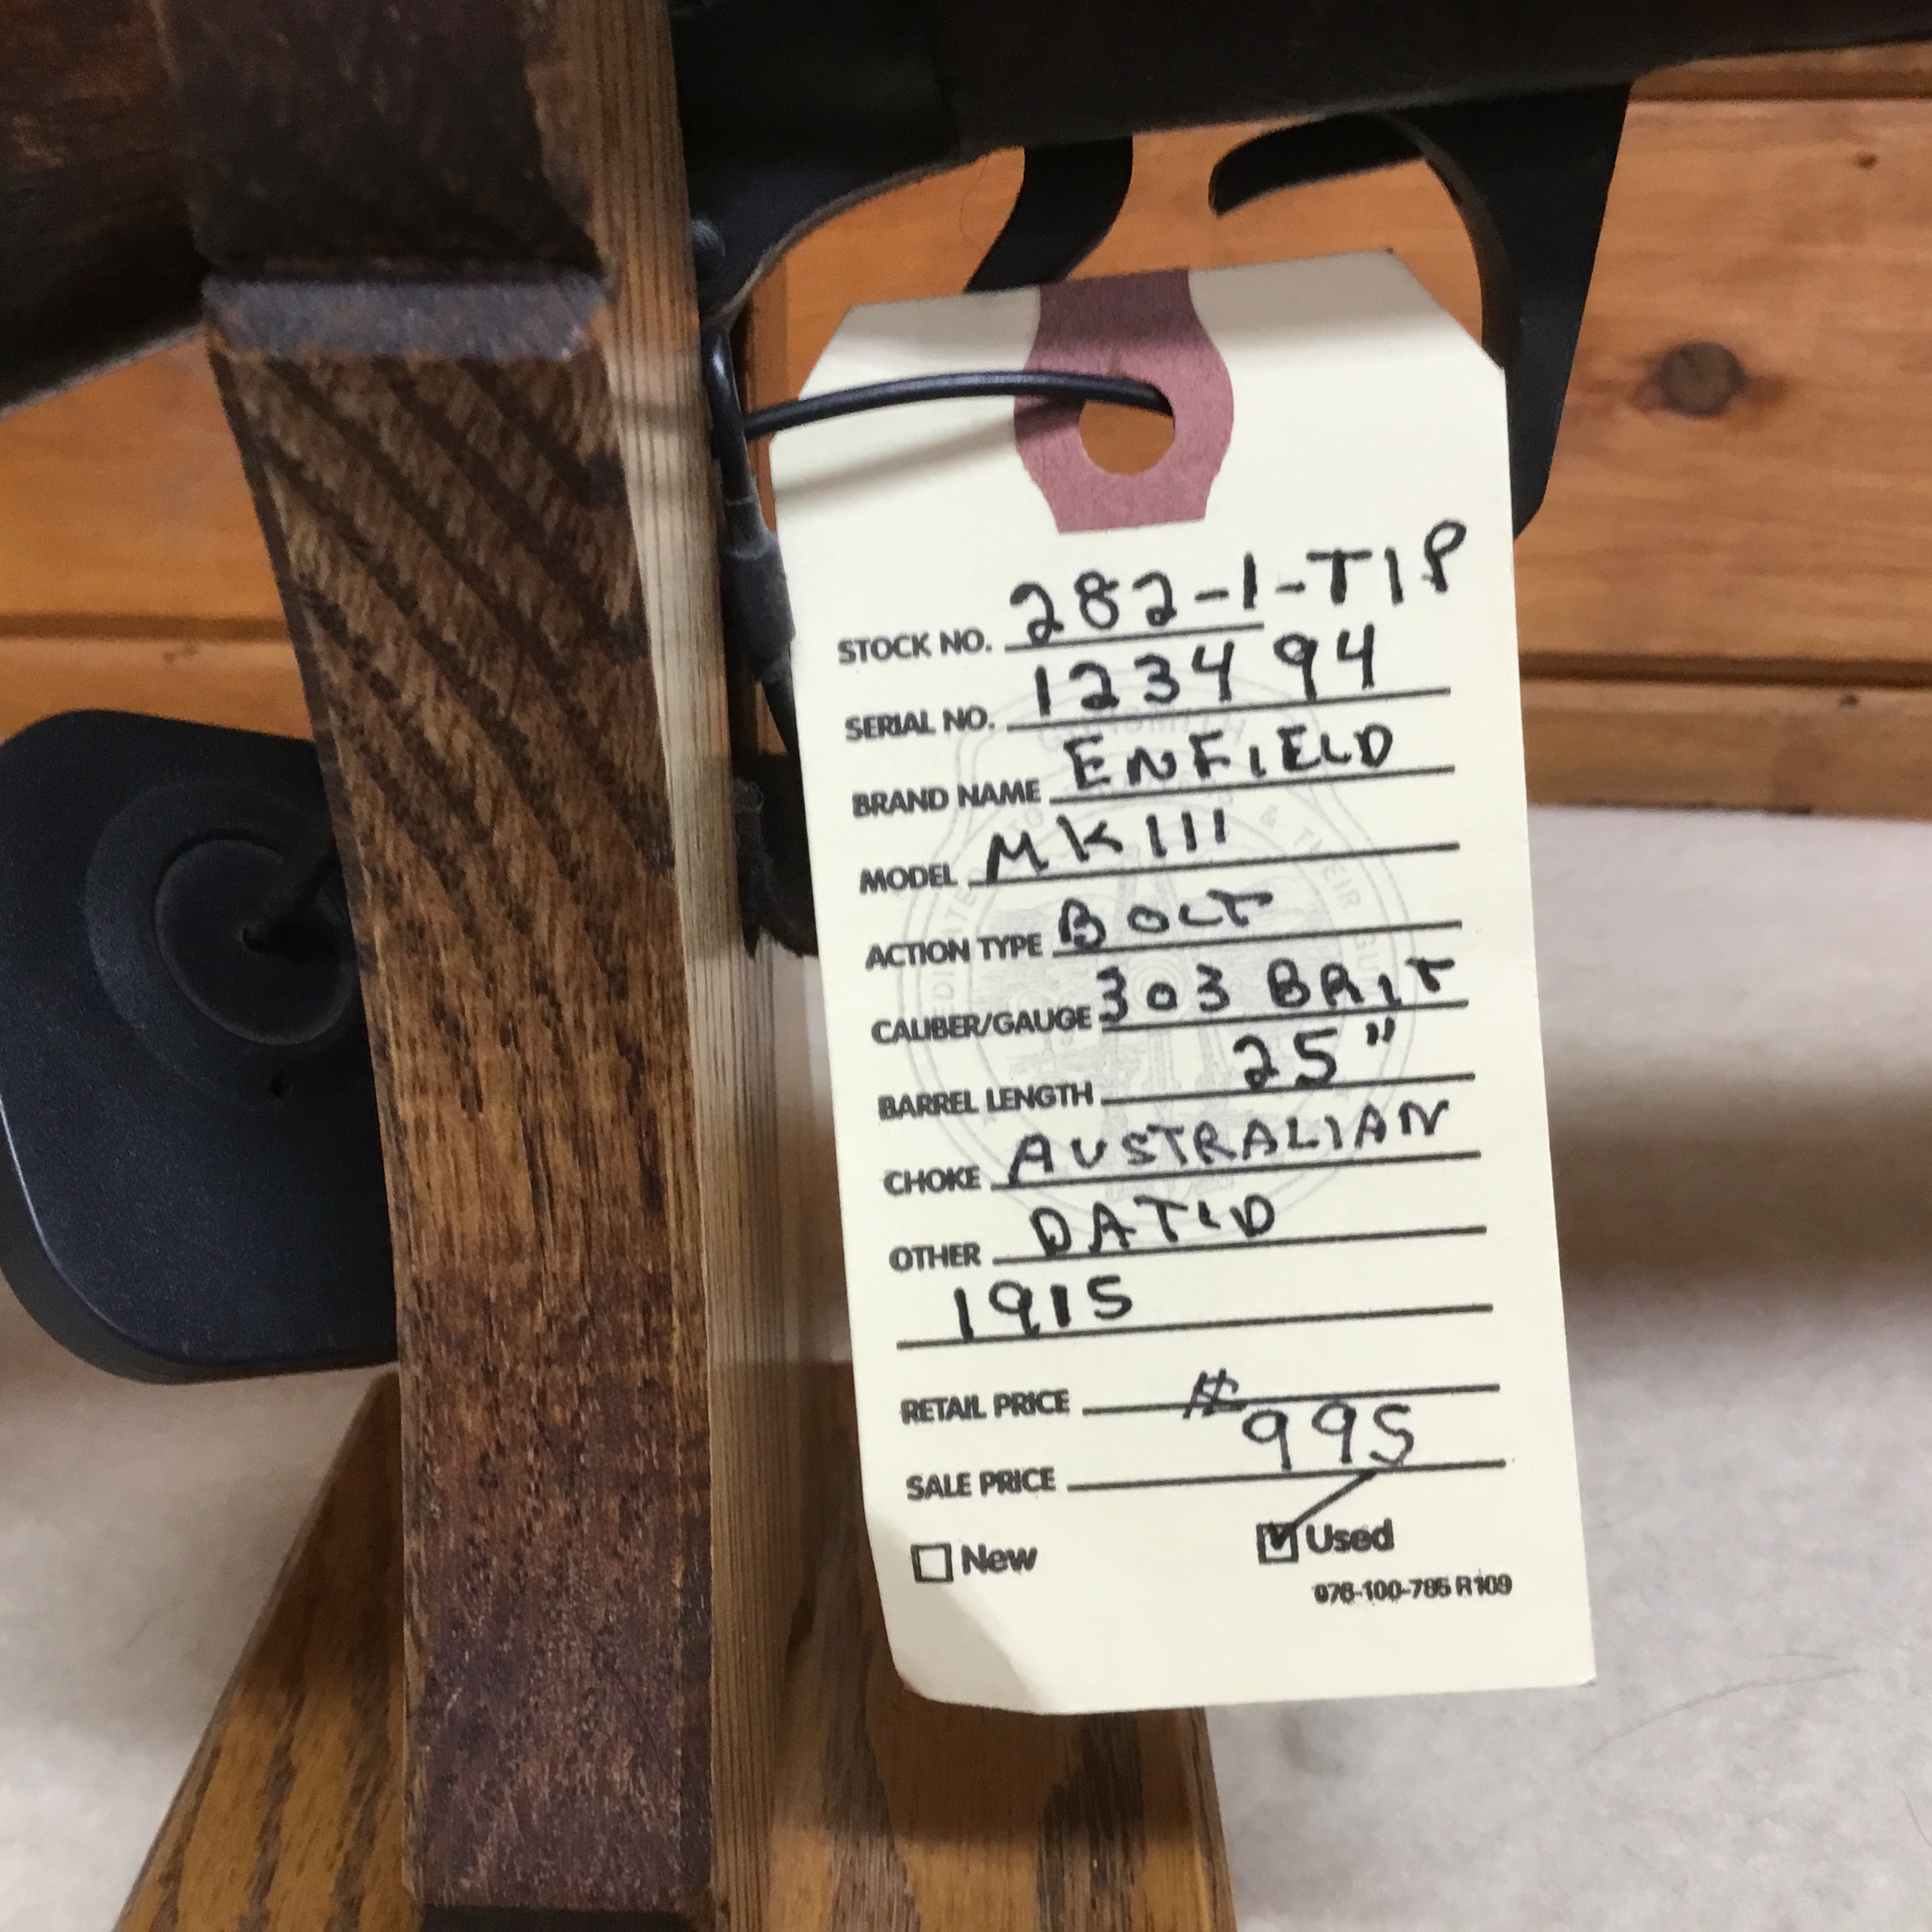 STOCK NO. 282-1-TIP
SERIAL NO. 123494
BRAND NAME ENFIELD
MODEL MKIII
ACTION TYPE BOLT
CALIBER/GAUGE 303 BRIT
BARREL LENGTH 25"
CHOKE AUSTRALIAN
OTHER DATED
1915
RETAIL PRICE
SALE PRICE 995
New Used
976-100-785 R109